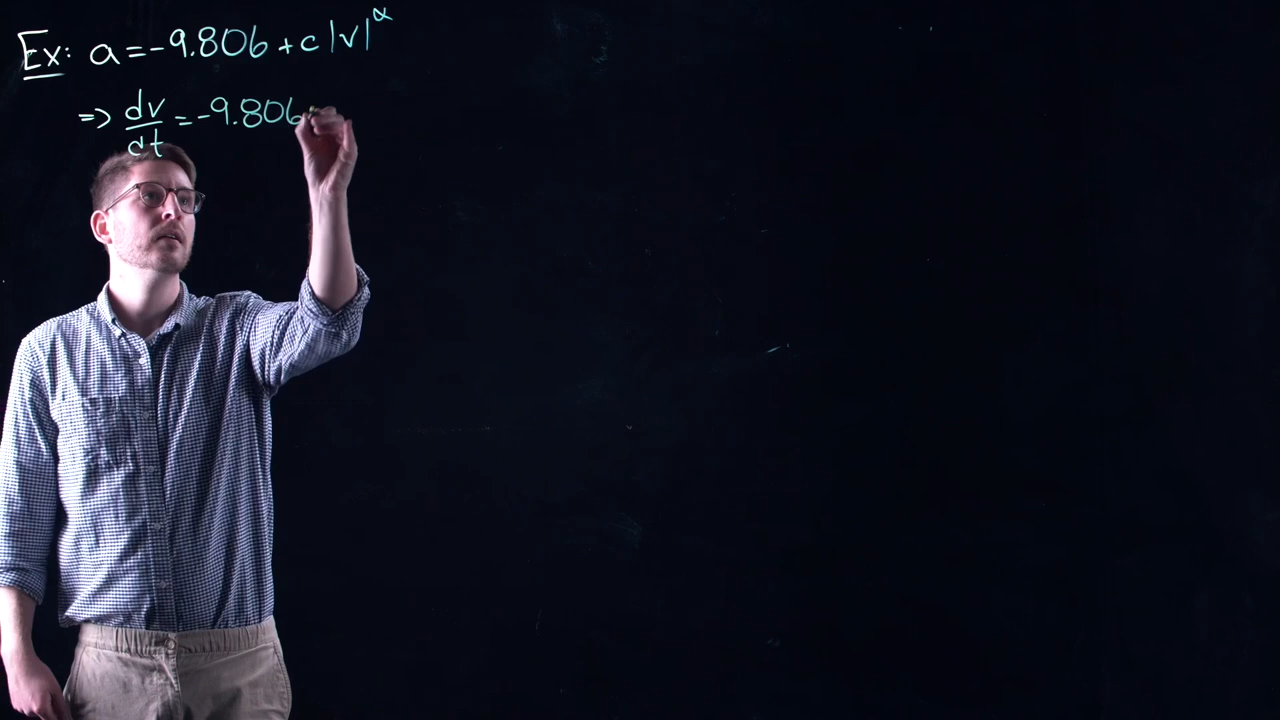 Ex: a = -9.806 + c|v|^α
=> dv/dt = -9.806